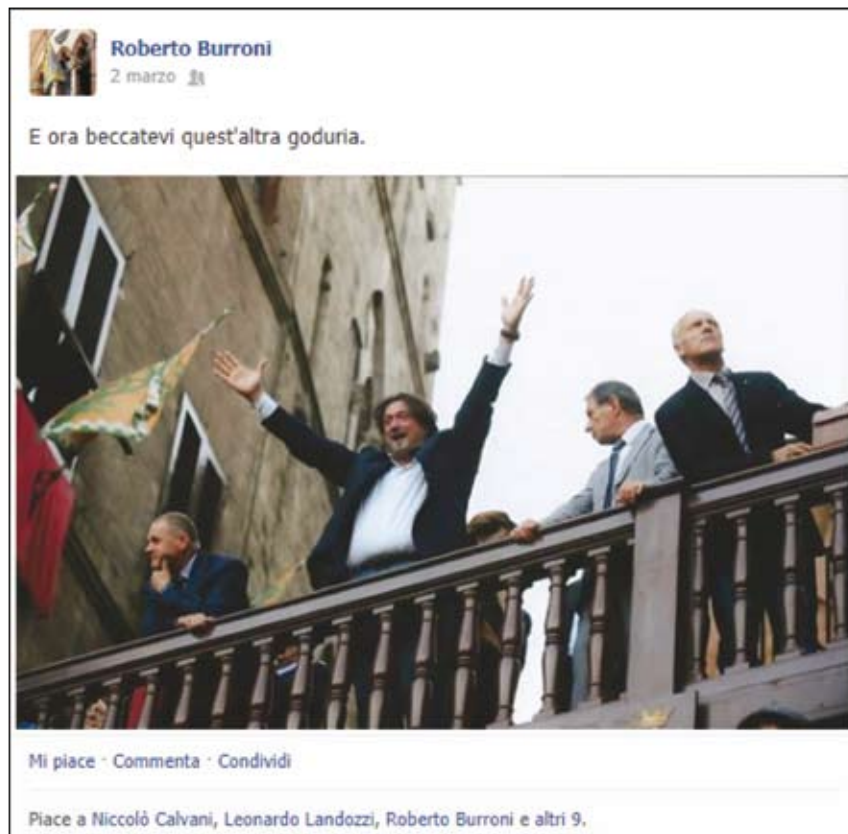 Roberto Burroni
2 marzo
E ora beccatevi quest'altra goduria.
Mi piace · Commenta · Condividi
Piace a Niccolò Calvani, Leonardo Landozzi, Roberto Burroni e altri 9.